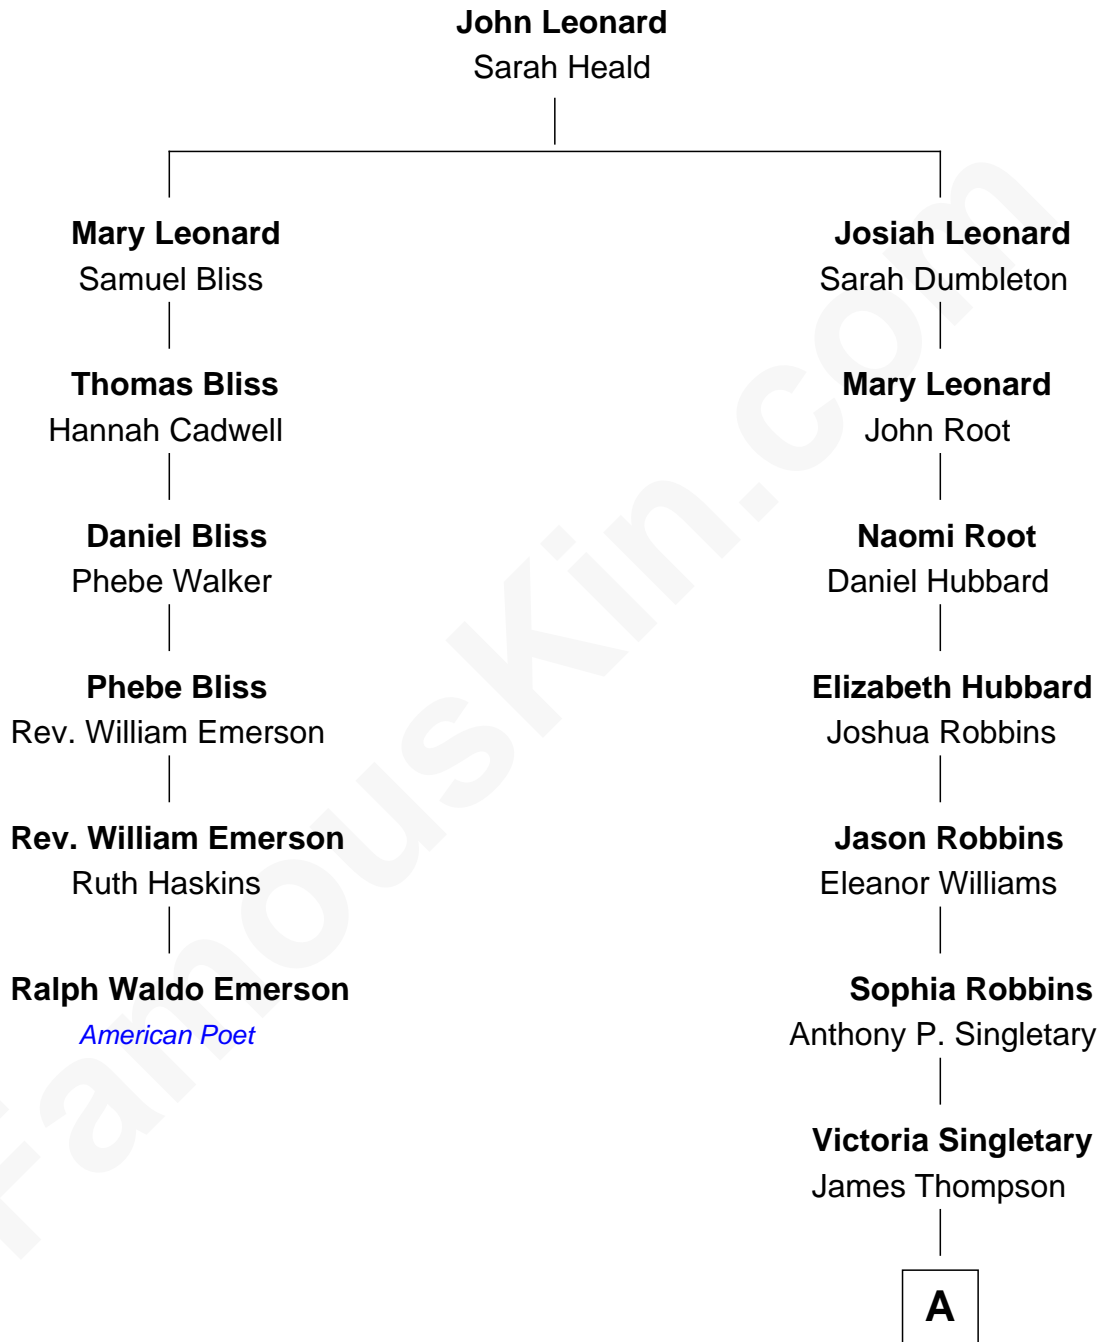 John Leonard
Sarah Heald
Mary Leonard
Samuel Bliss
Thomas Bliss
Hannah Cadwell
Daniel Bliss
Phebe Walker
Phebe Bliss
Rev. William Emerson
Rev. William Emerson
Ruth Haskins
Ralph Waldo Emerson
American Poet
Josiah Leonard
Sarah Dumbleton
Mary Leonard
John Root
Naomi Root
Daniel Hubbard
Elizabeth Hubbard
Joshua Robbins
Jason Robbins
Eleanor Williams
Sophia Robbins
Anthony P. Singletary
Victoria Singletary
James Thompson
A
FamousKin.com